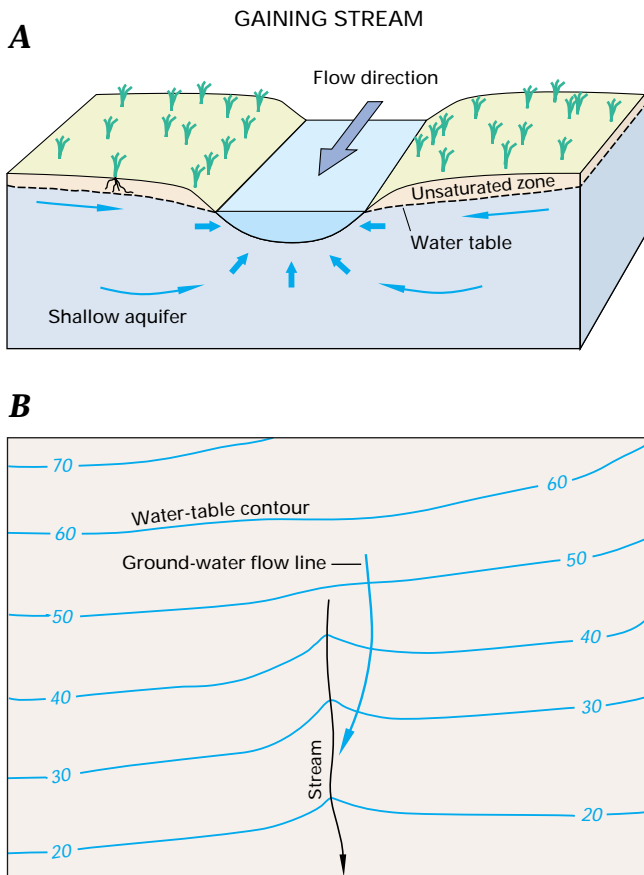 GAINING STREAM
A
Flow direction
Unsaturated zone
Water table
Shallow aquifer
B
70
60
Water-table contour
60
Ground-water flow line
50
50
40
40
30
30
Stream
20
20